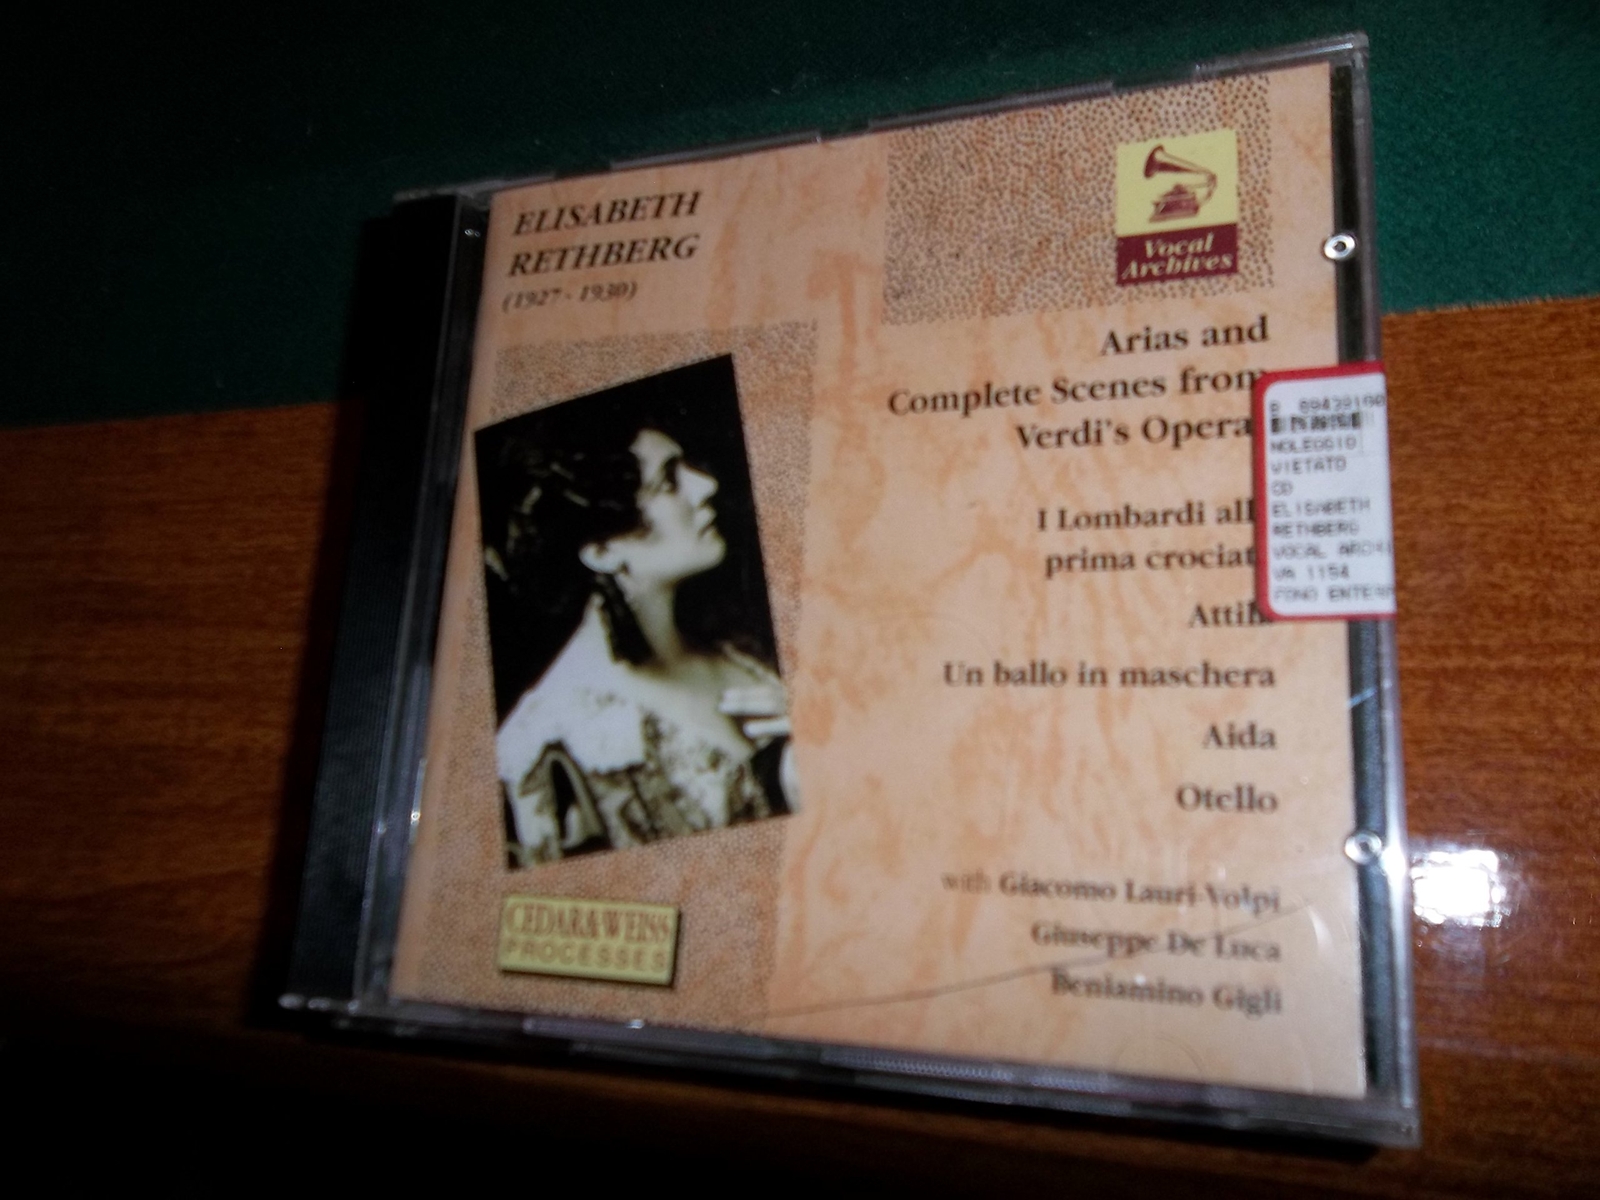 ELISABETH
RETHBERG
(1927 - 1930)
Vocal
Archives
Arias and
Complete Scenes from
Verdi's Opera
I Lombardi all
prima crociat
Attila
Un ballo in maschera
Aida
Otello
with Giacomo Lauri-Volpi
Giuseppe De Luca
Beniamino Gigli
CEDAR&WEISS
PROCESSES
NOLEGGIO
VIETATO
CD
ELISABETH
RETHBERG
VOCAL
VA 1154
FONO